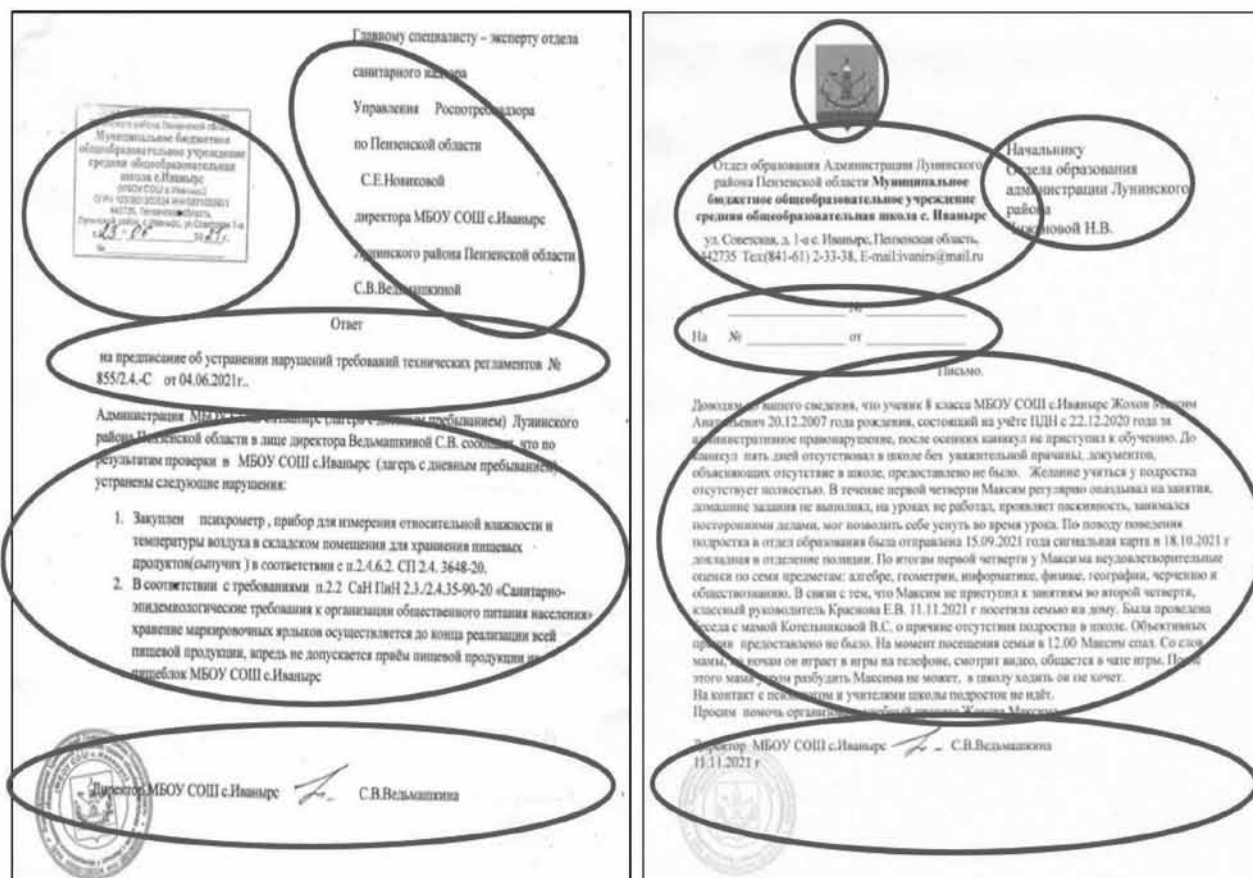 Главному специалисту – эксперту отдела
санитарного надзора
Управления Роспотребнадзора
по Пензенской области
С.Е.Новиковой
директора МБОУ СОШ с.Иванырс
Лунинского района Пензенской области
С.В.Ведьмашкиной
Муниципальное бюджетное
общеобразовательное учреждение
средняя общеобразовательная
школа с.Иванырс
Ответ
на предписание об устранении нарушений требований технических регламентов №
855/2.4.-С от 04.06.2021г..
Администрация МБОУ СОШ с.Иванырс (лагерь с дневным пребыванием) Лунинского
района Пензенской области в лице директора Ведьмашкиной С.В. сообщает, что по
результатам проверки в МБОУ СОШ с.Иванырс (лагерь с дневным пребыванием)
устранены следующие нарушения:
1. Закуплен психрометр , прибор для измерения относительной влажности и
температуры воздуха в складском помещении для хранения пищевых
продуктов(сыпучих ) в соответствии с п.2.4.6.2. СП 2.4. 3648-20.
2. В соответствии с требованиями п.2.2 СаН ПиН 2.3./2.4.35-90-20 «Санитарно-
эпидемиологические требования к организации общественного питания населения»
хранение маркировочных ярлыков осуществляется до конца реализации всей
пищевой продукции, впредь не допускается приём пищевой продукции на
пищеблок МБОУ СОШ с.Иванырс
Директор МБОУ СОШ с.Иванырс С.В.Ведьмашкина
Отдел образования Администрации Лунинского
района Пензенской области Муниципальное
бюджетное общеобразовательное учреждение
средняя общеобразовательная школа с. Иванырс
ул. Советская, д. 1-а с. Иванырс, Пензенская область,
442735 Тел:(841-61) 2-33-38, E-mail:ivanirs@mail.ru
Начальнику
Отдела образования
администрации Лунинского
района
Н.В.
№
На № от
Письмо.
Доводим до вашего сведения, что ученик 8 класса МБОУ СОШ с.Иванырс Жохов Максим
Анатольевич 20.12.2007 года рождения, состоящий на учёте ПДН с 22.12.2020 года за
административное правонарушение, после осенних каникул не приступил к обучению. До
каникул пять дней отсутствовал в школе без уважительной причины, документов,
объясняющих отсутствие в школе, предоставлено не было. Желание учиться у подростка
отсутствует полностью. В течение первой четверти Максим регулярно опаздывал на занятия,
домашние задания не выполнял, на уроках не работал, проявляет пассивность, занимался
посторонними делами, мог позволить себе уснуть во время урока. По поводу поведения
подростка в отдел образования была отправлена 15.09.2021 года сигнальная карта и 18.10.2021 г
докладная в отделение полиции. По итогам первой четверти у Максима неудовлетворительные
оценки по семи предметам: алгебре, геометрии, информатике, физике, географии, черчению и
обществознанию. В связи с тем, что Максим не приступил к занятиям во второй четверти,
классный руководитель Краснова Е.В. 11.11.2021 г посетила семью на дому. Была проведена
беседа с мамой Котельниковой В.С. о причине отсутствия подростка в школе. Объективных
причин предоставлено не было. На момент посещения семьи в 12.00 Максим спал. Со слов
мамы, по ночам он играет в игры на телефоне, смотрит видео, общается в чате игры. После
этого мама утром разбудить Максима не может, в школу ходить он не хочет.
На контакт с психологом и учителями школы подросток не идёт.
Просим помочь организовать учебный Жохова Максима.
Директор МБОУ СОШ с.Иванырс С.В.Ведьмашкина
11.11.2021 г